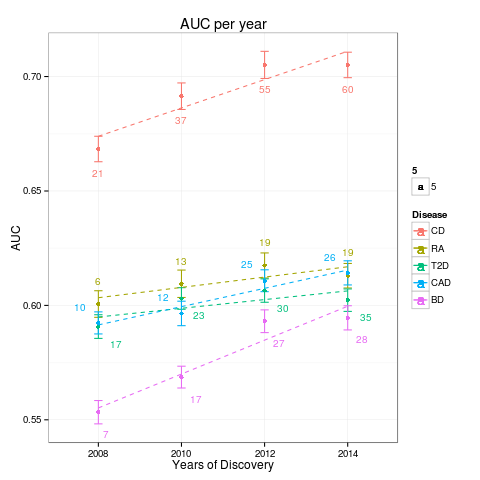 AUC per year
0.70
0.65
0.60
0.55
AUC
21
37
55
60
6
13
19
19
10
12
25
26
17
23
30
35
7
17
27
28
2008
2010
2012
2014
Years of Discovery
5
a 5
Disease
a CD
a RA
a T2D
a CAD
a BD